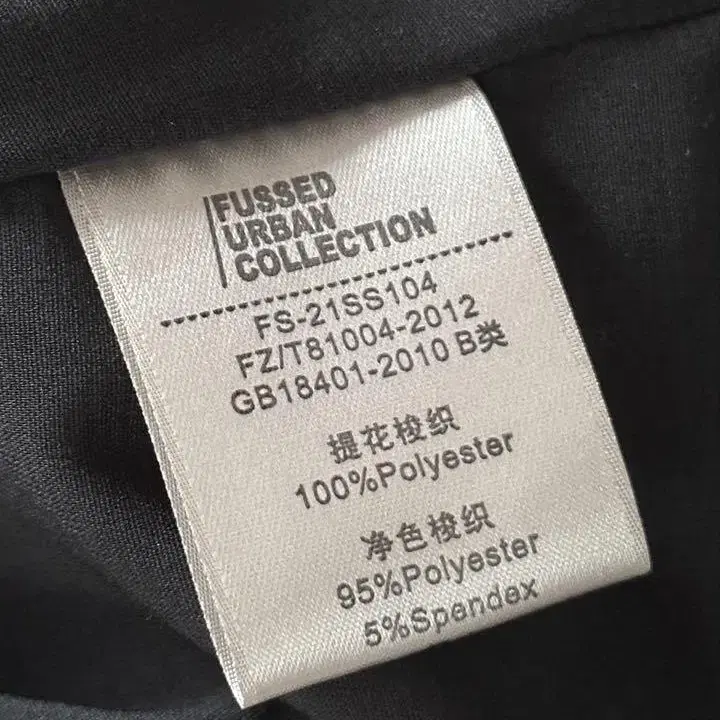 FUSSED
URBAN
COLLECTION
FS-21SS104
FZ/T81004-2012
GB18401-2010 B类
提花梭织
100%Polyester
净色梭织
95%Polyester
5%Spendex